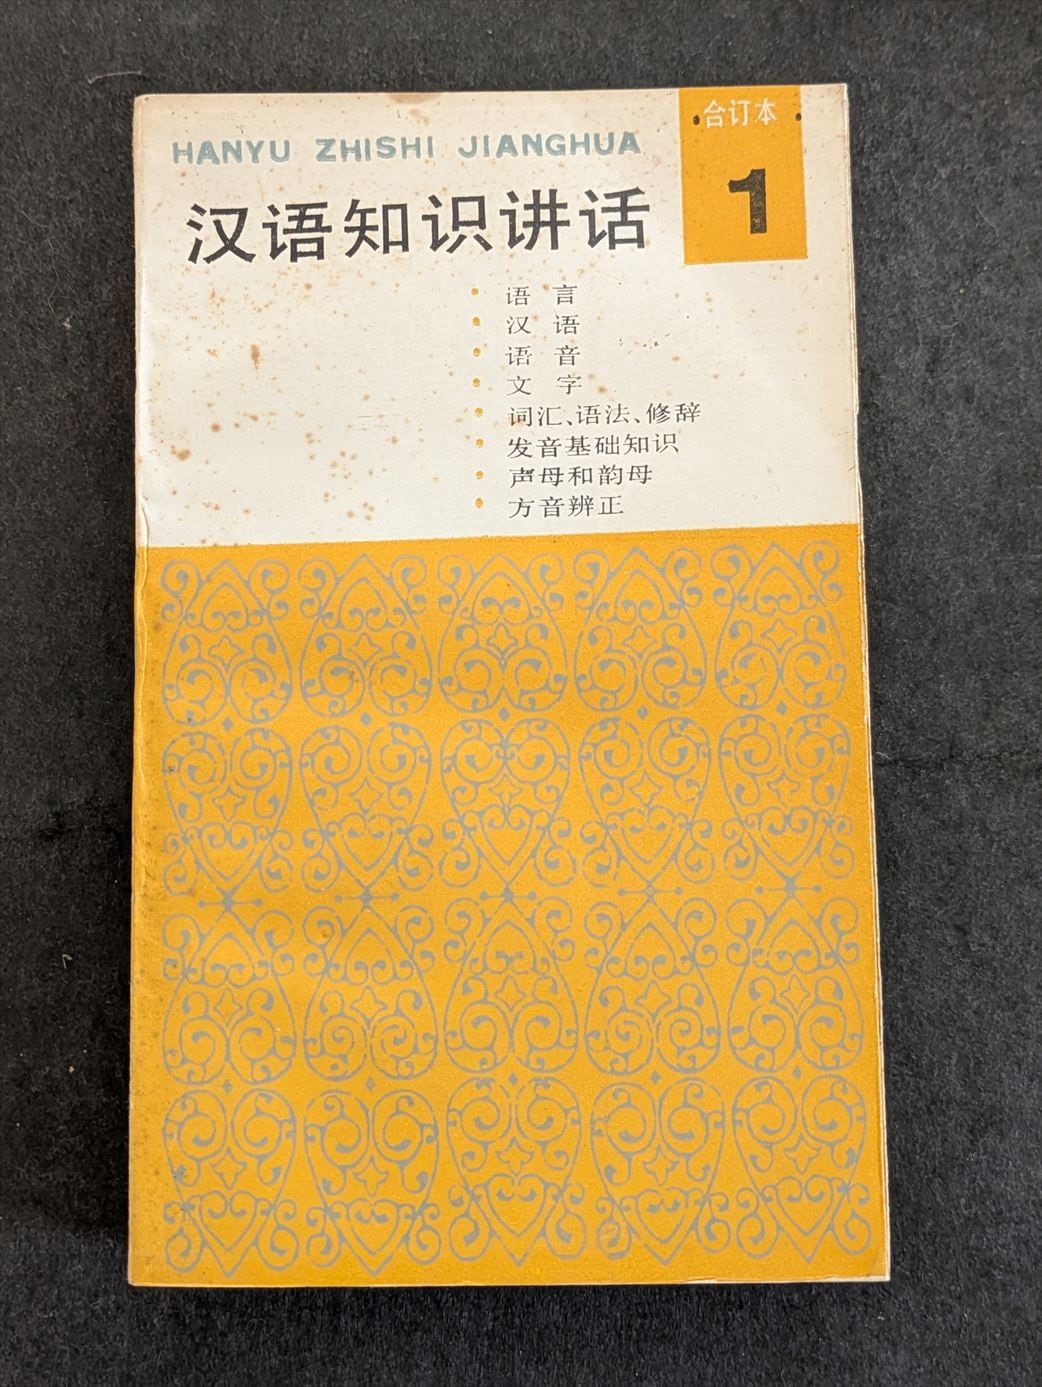 合订本
1
HANYU ZHISHI JIANGHUA
汉语知识讲话
语言
汉语
语音
文字
词汇、语法、修辞
发音基础知识
声母和韵母
方音辨正